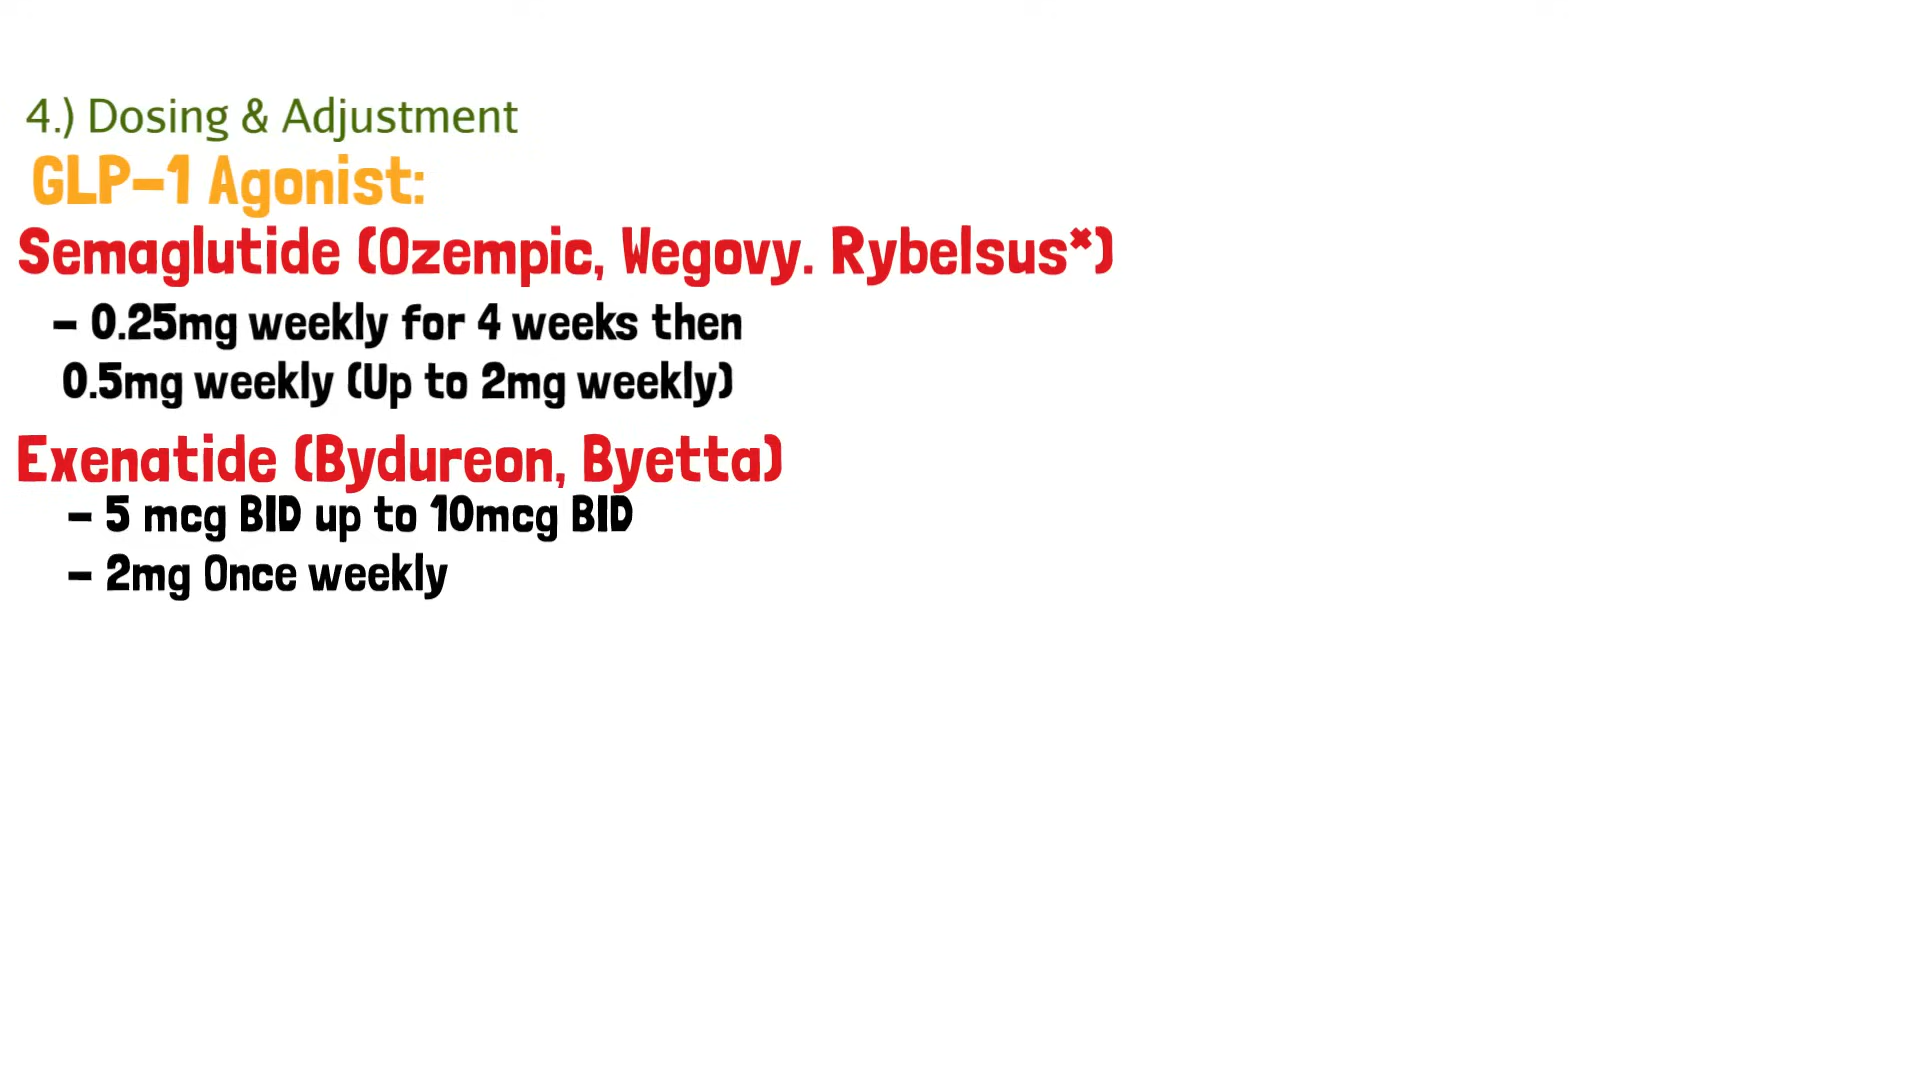 4.) Dosing & Adjustment
GLP-1 Agonist:
Semaglutide (Ozempic, Wegovy. Rybelsus*)
- 0.25mg weekly for 4 weeks then
0.5mg weekly (Up to 2mg weekly)
Exenatide (Bydureon, Byetta)
- 5 mcg BID up to 10mcg BID
- 2mg Once weekly